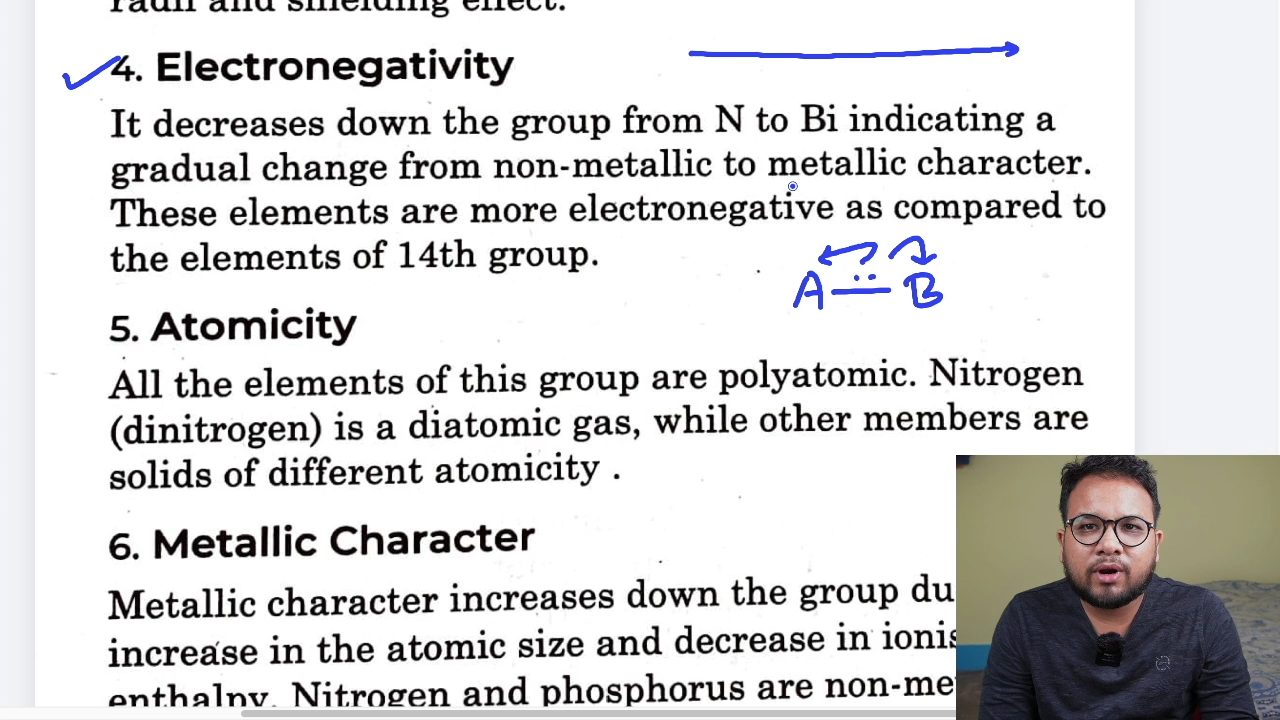 radii and shielding effect.
4. Electronegativity
It decreases down the group from N to Bi indicating a
gradual change from non-metallic to metallic character.
These elements are more electronegative as compared to
the elements of 14th group.
A : B
5. Atomicity
All the elements of this group are polyatomic. Nitrogen
(dinitrogen) is a diatomic gas, while other members are
solids of different atomicity .
6. Metallic Character
Metallic character increases down the group du
increase in the atomic size and decrease in ionis
enthalpy. Nitrogen and phosphorus are non-me